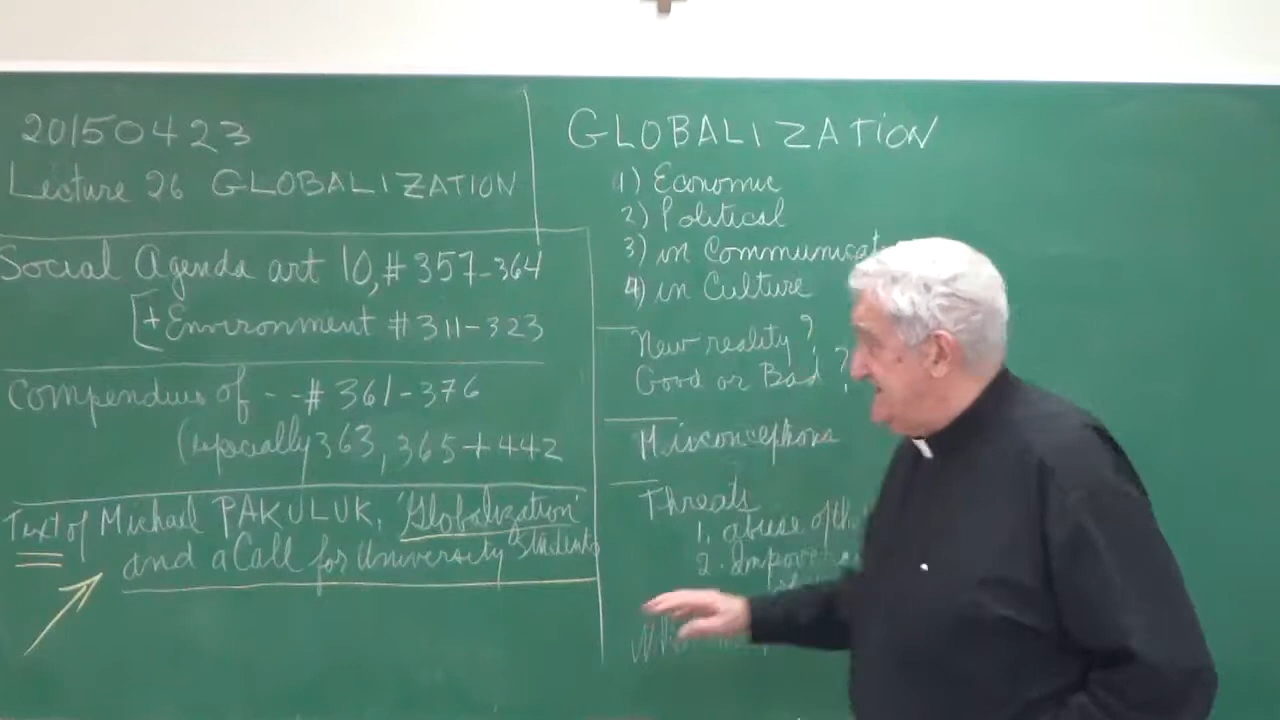 20150423
Lecture 26 GLOBALIZATION
Social Agenda art 10, # 357-364
[+ Environment # 311-323
Compendium of - - # 361-376
(especially 363, 365 + 442
Text of Michael PAKULUK, 'Globalization'
and a Call for University Students
GLOBALIZATION
1) Economic
2) Political
3) in Communicat
4) in Culture
New reality?
Good or Bad?
Misconceptions
Threats
1. abuse of th
2. Impove